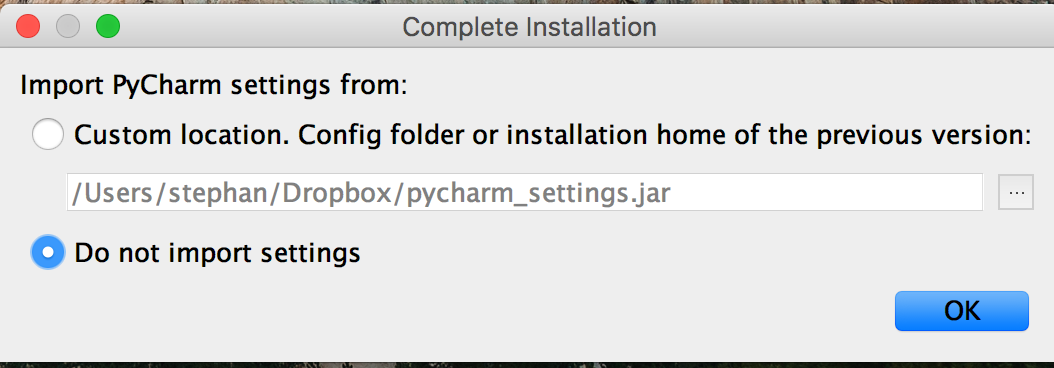 Complete Installation
Import PyCharm settings from:
Custom location. Config folder or installation home of the previous version:
/Users/stephan/Dropbox/pycharm_settings.jar
...
Do not import settings
OK